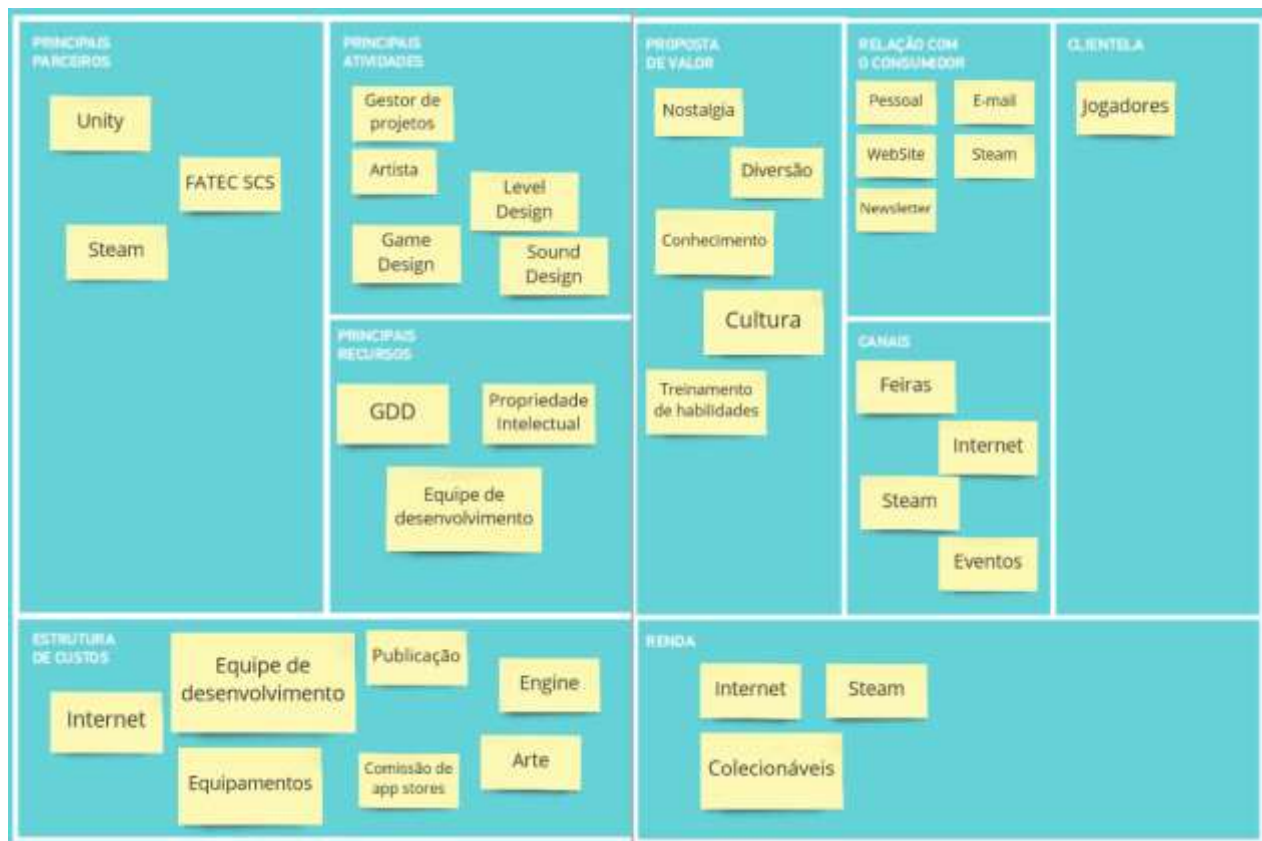 PRINCIPAIS
PARCEIROS
Unity
FATEC SCS
Steam
PRINCIPAIS
ATIVIDADES
Gestor de
projetos
Artista
Level
Design
Game
Design
Sound
Design
PRINCIPAIS
RECURSOS
GDD
Propriedade
Intelectual
Equipe de
desenvolvimento
PROPOSTA
DE VALOR
Nostalgia
Diversão
Conhecimento
Cultura
Treinamento
de habilidades
RELAÇÃO COM
O CONSUMIDOR
Pessoal
E-mail
WebSite
Steam
Newsletter
CANAIS
Feiras
Internet
Steam
Eventos
CLIENTELA
Jogadores
ESTRUTURA
DE CUSTOS
Internet
Equipe de
desenvolvimento
Publicação
Engine
Equipamentos
Comissão de
app stores
Arte
RENDA
Internet
Steam
Colecionáveis